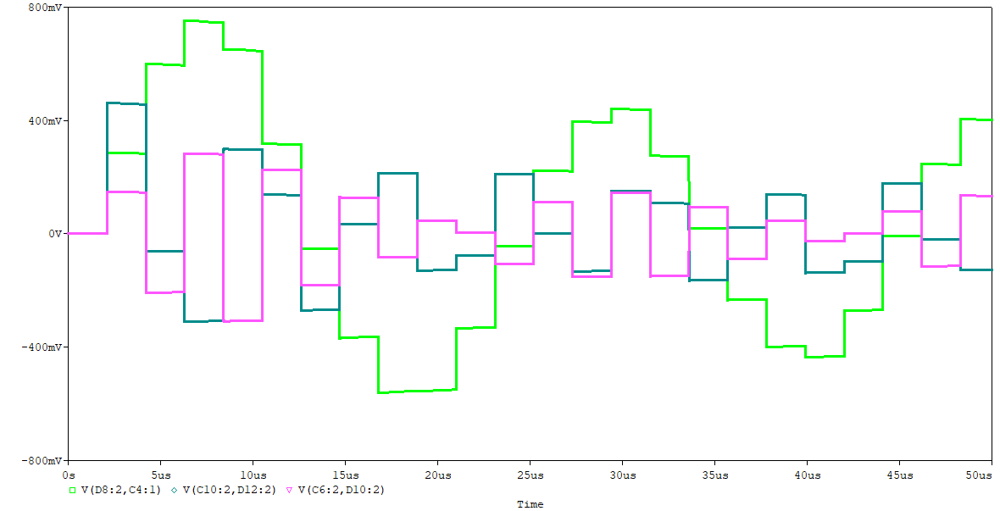 800mV
400mV
0V
-400mV
-800mV
0s 5us 10us 15us 20us 25us 30us 35us 40us 45us 50us
V(D8:2,C4:1) V(C10:2,D12:2) V(C6:2,D10:2)
Time